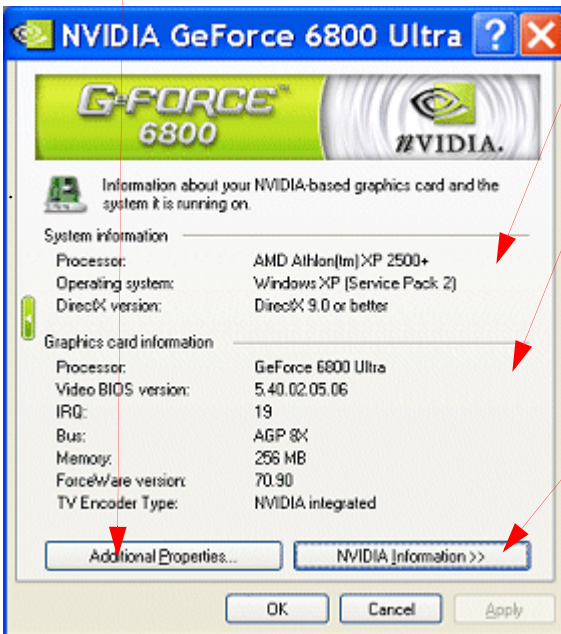 NVIDIA GeForce 6800 Ultra
GEFORCE™
6800
NVIDIA.
Information about your NVIDIA-based graphics card and the
system it is running on.
System information
Processor: AMD Athlon(tm) XP 2500+
Operating system: Windows XP (Service Pack 2)
DirectX version: DirectX 9.0 or better
Graphics card information
Processor: GeForce 6800 Ultra
Video BIOS version: 5.40.02.05.06
IRQ: 19
Bus: AGP 8X
Memory: 256 MB
ForceWare version: 70.90
TV Encoder Type: NVIDIA integrated
Additional Properties... NVIDIA Information >>
OK Cancel Apply